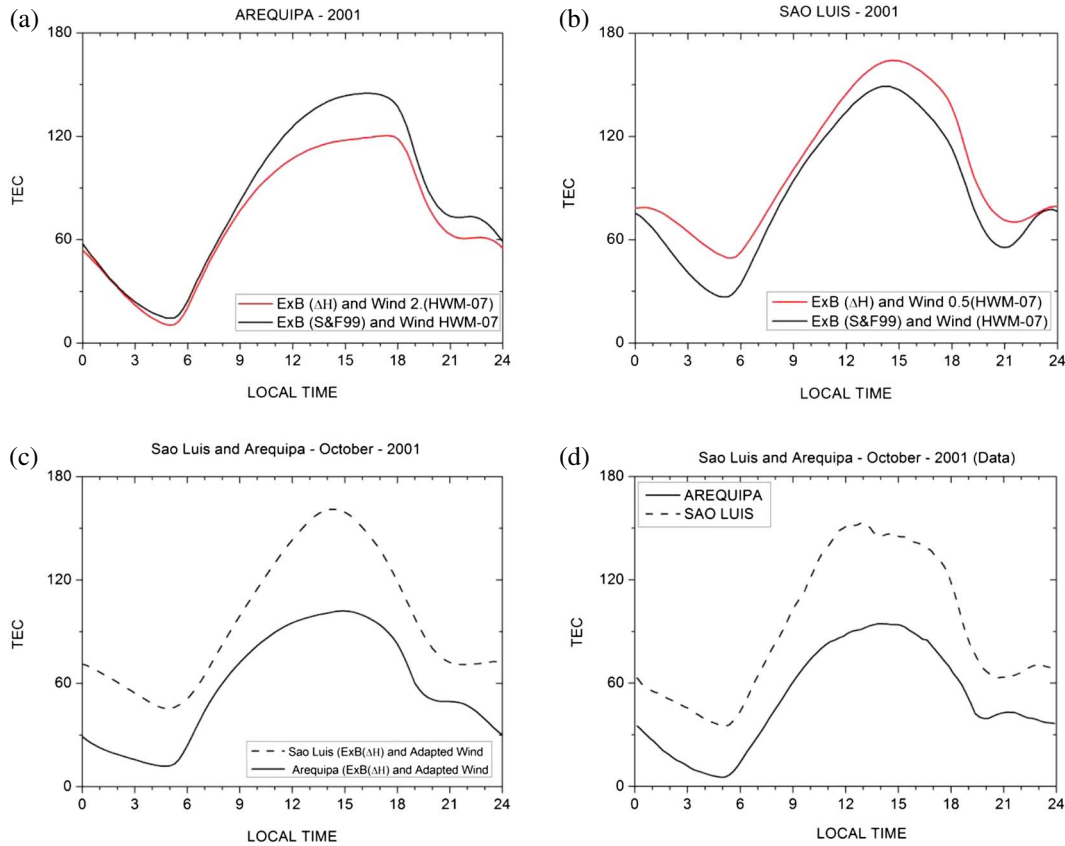 (a)
AREQUIPA - 2001
180
120
60
0
TEC
0 3 6 9 12 15 18 21 24
LOCAL TIME
ExB (ΔH) and Wind 2.(HWM-07)
ExB (S&F99) and Wind HWM-07
(b)
SAO LUIS - 2001
180
120
60
0
TEC
0 3 6 9 12 15 18 21 24
LOCAL TIME
ExB (ΔH) and Wind 0.5(HWM-07)
ExB (S&F99) and Wind (HWM-07)
(c)
Sao Luis and Arequipa - October - 2001
180
120
60
0
TEC
0 3 6 9 12 15 18 21 24
LOCAL TIME
Sao Luis (ExB(ΔH) and Adapted Wind
Arequipa (ExB(ΔH) and Adapted Wind
(d)
Sao Luis and Arequipa - October - 2001 (Data)
180
120
60
0
TEC
0 3 6 9 12 15 18 21 24
LOCAL TIME
AREQUIPA
SAO LUIS